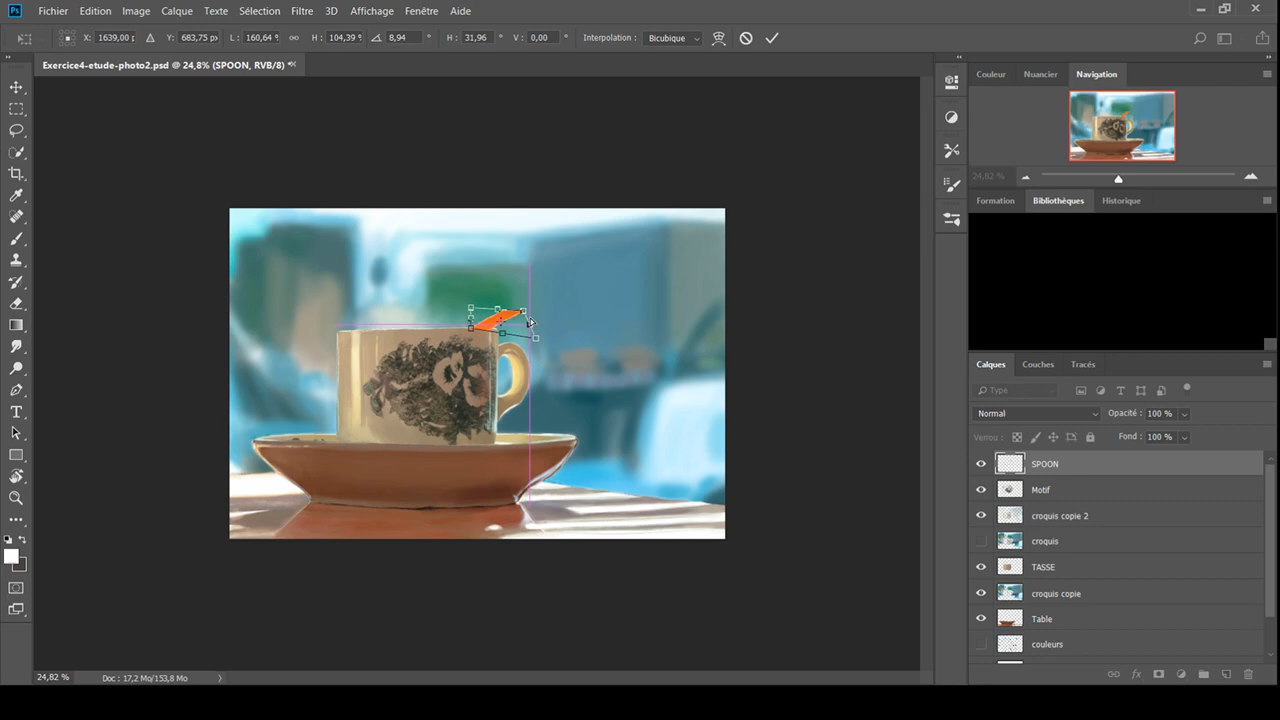 Ps Fichier Edition Image Calque Texte Sélection Filtre 3D Affichage Fenêtre Aide
X: 1639,00 p Y: 683,75 px L: 160,64 % H: 104,39 % 8,94 ° H: 31,96 ° V: 0,00 ° Interpolation : Bicubique
Exercice4-etude-photo2.psd @ 24,8% (SPOON, RVB/8) *
Couleur Nuancier Navigation
24,82 %
Formation Bibliothèques Historique
Calques Couches Tracés
Type
Normal Opacité : 100 %
Verrou : Fond : 100 %
SPOON
Motif
croquis copie 2
croquis
TASSE
croquis copie
Table
couleurs
24,82 % Doc : 17,2 Mo/153,8 Mo